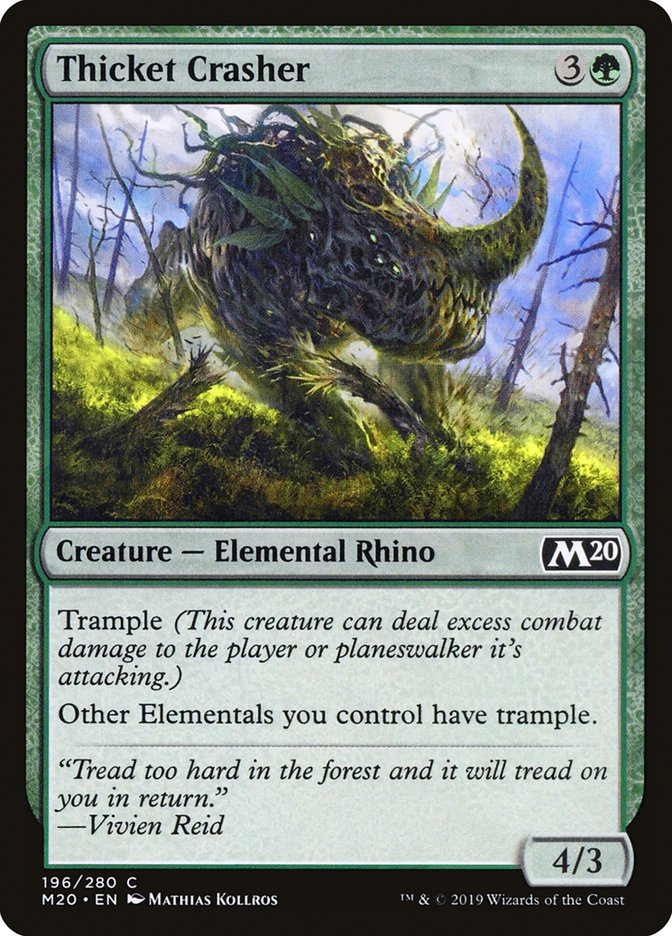 Thicket Crasher 3
Creature — Elemental Rhino M20
Trample (This creature can deal excess combat
damage to the player or planeswalker it's
attacking.)
Other Elementals you control have trample.
“Tread too hard in the forest and it will tread on
you in return.”
—Vivien Reid
4/3
196/280 C
M20 • EN Mathias Kollros ™ & © 2019 Wizards of the Coast